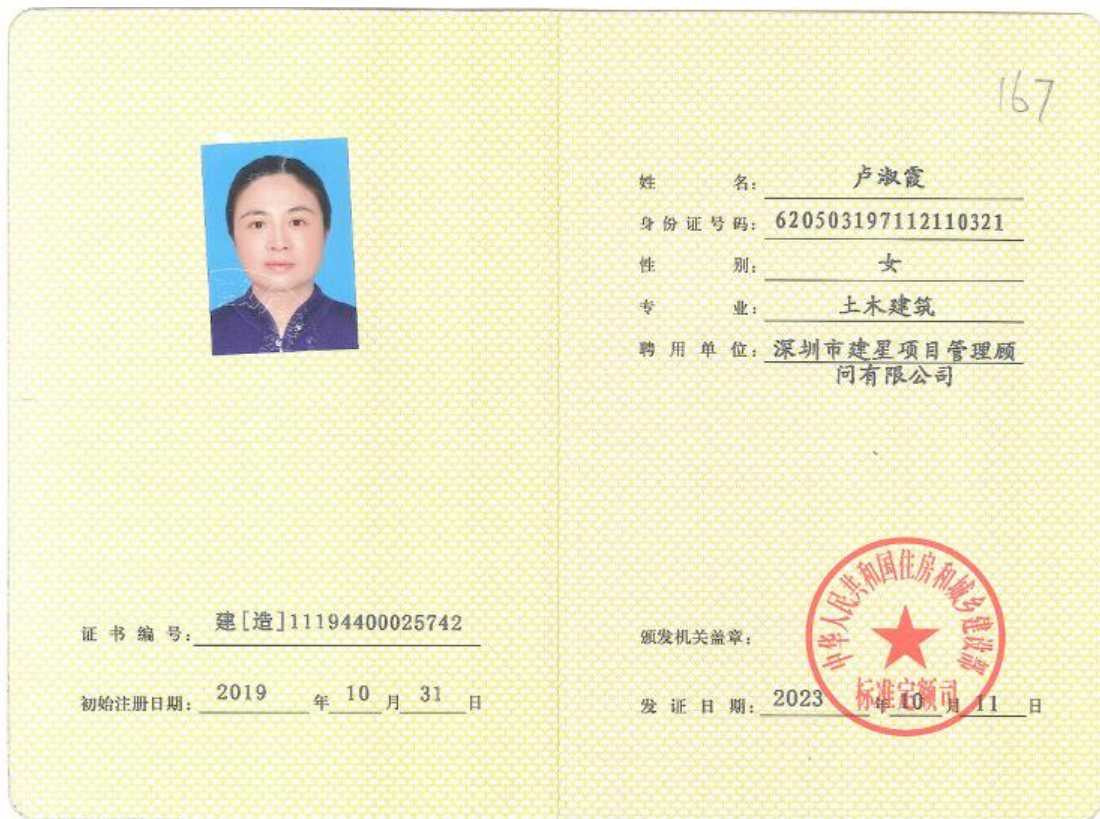 167
姓 名: 卢淑霞
身份证号码: 620503197112110321
性 别: 女
专 业: 土木建筑
聘用单位: 深圳市建星项目管理顾
问有限公司
证书编号: 建[造]11194400025742
初始注册日期: 2019 年 10 月 31 日
颁发机关盖章:
中华人民共和国住房和城乡建设部
标准定额司
发证日期: 2023 年 10 月 11 日